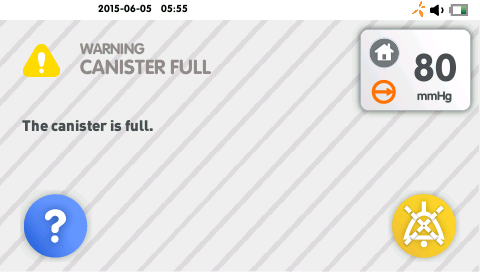 2015-06-05 05:55
WARNING
CANISTER FULL
80
mmHg
The canister is full.
?